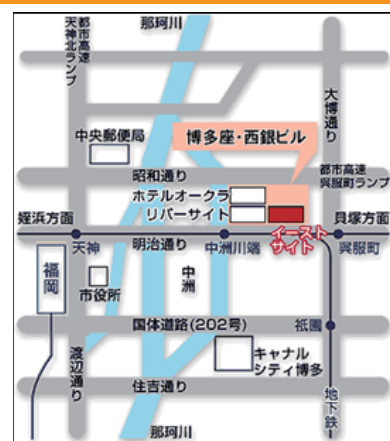 那珂川
都市高速
天神北ランプ
大博通り
中央郵便局
博多座・西銀ビル
昭和通り
都市高速
呉服町ランプ
ホテルオークラ
リバーサイト
姪浜方面
イースト
サイト
貝塚方面
天神
明治通り
中洲川端
呉服町
福岡
市役所
中洲
国体道路(202号)
祇園
キャナル
シティ博多
渡辺通り
住吉通り
地下鉄
那珂川